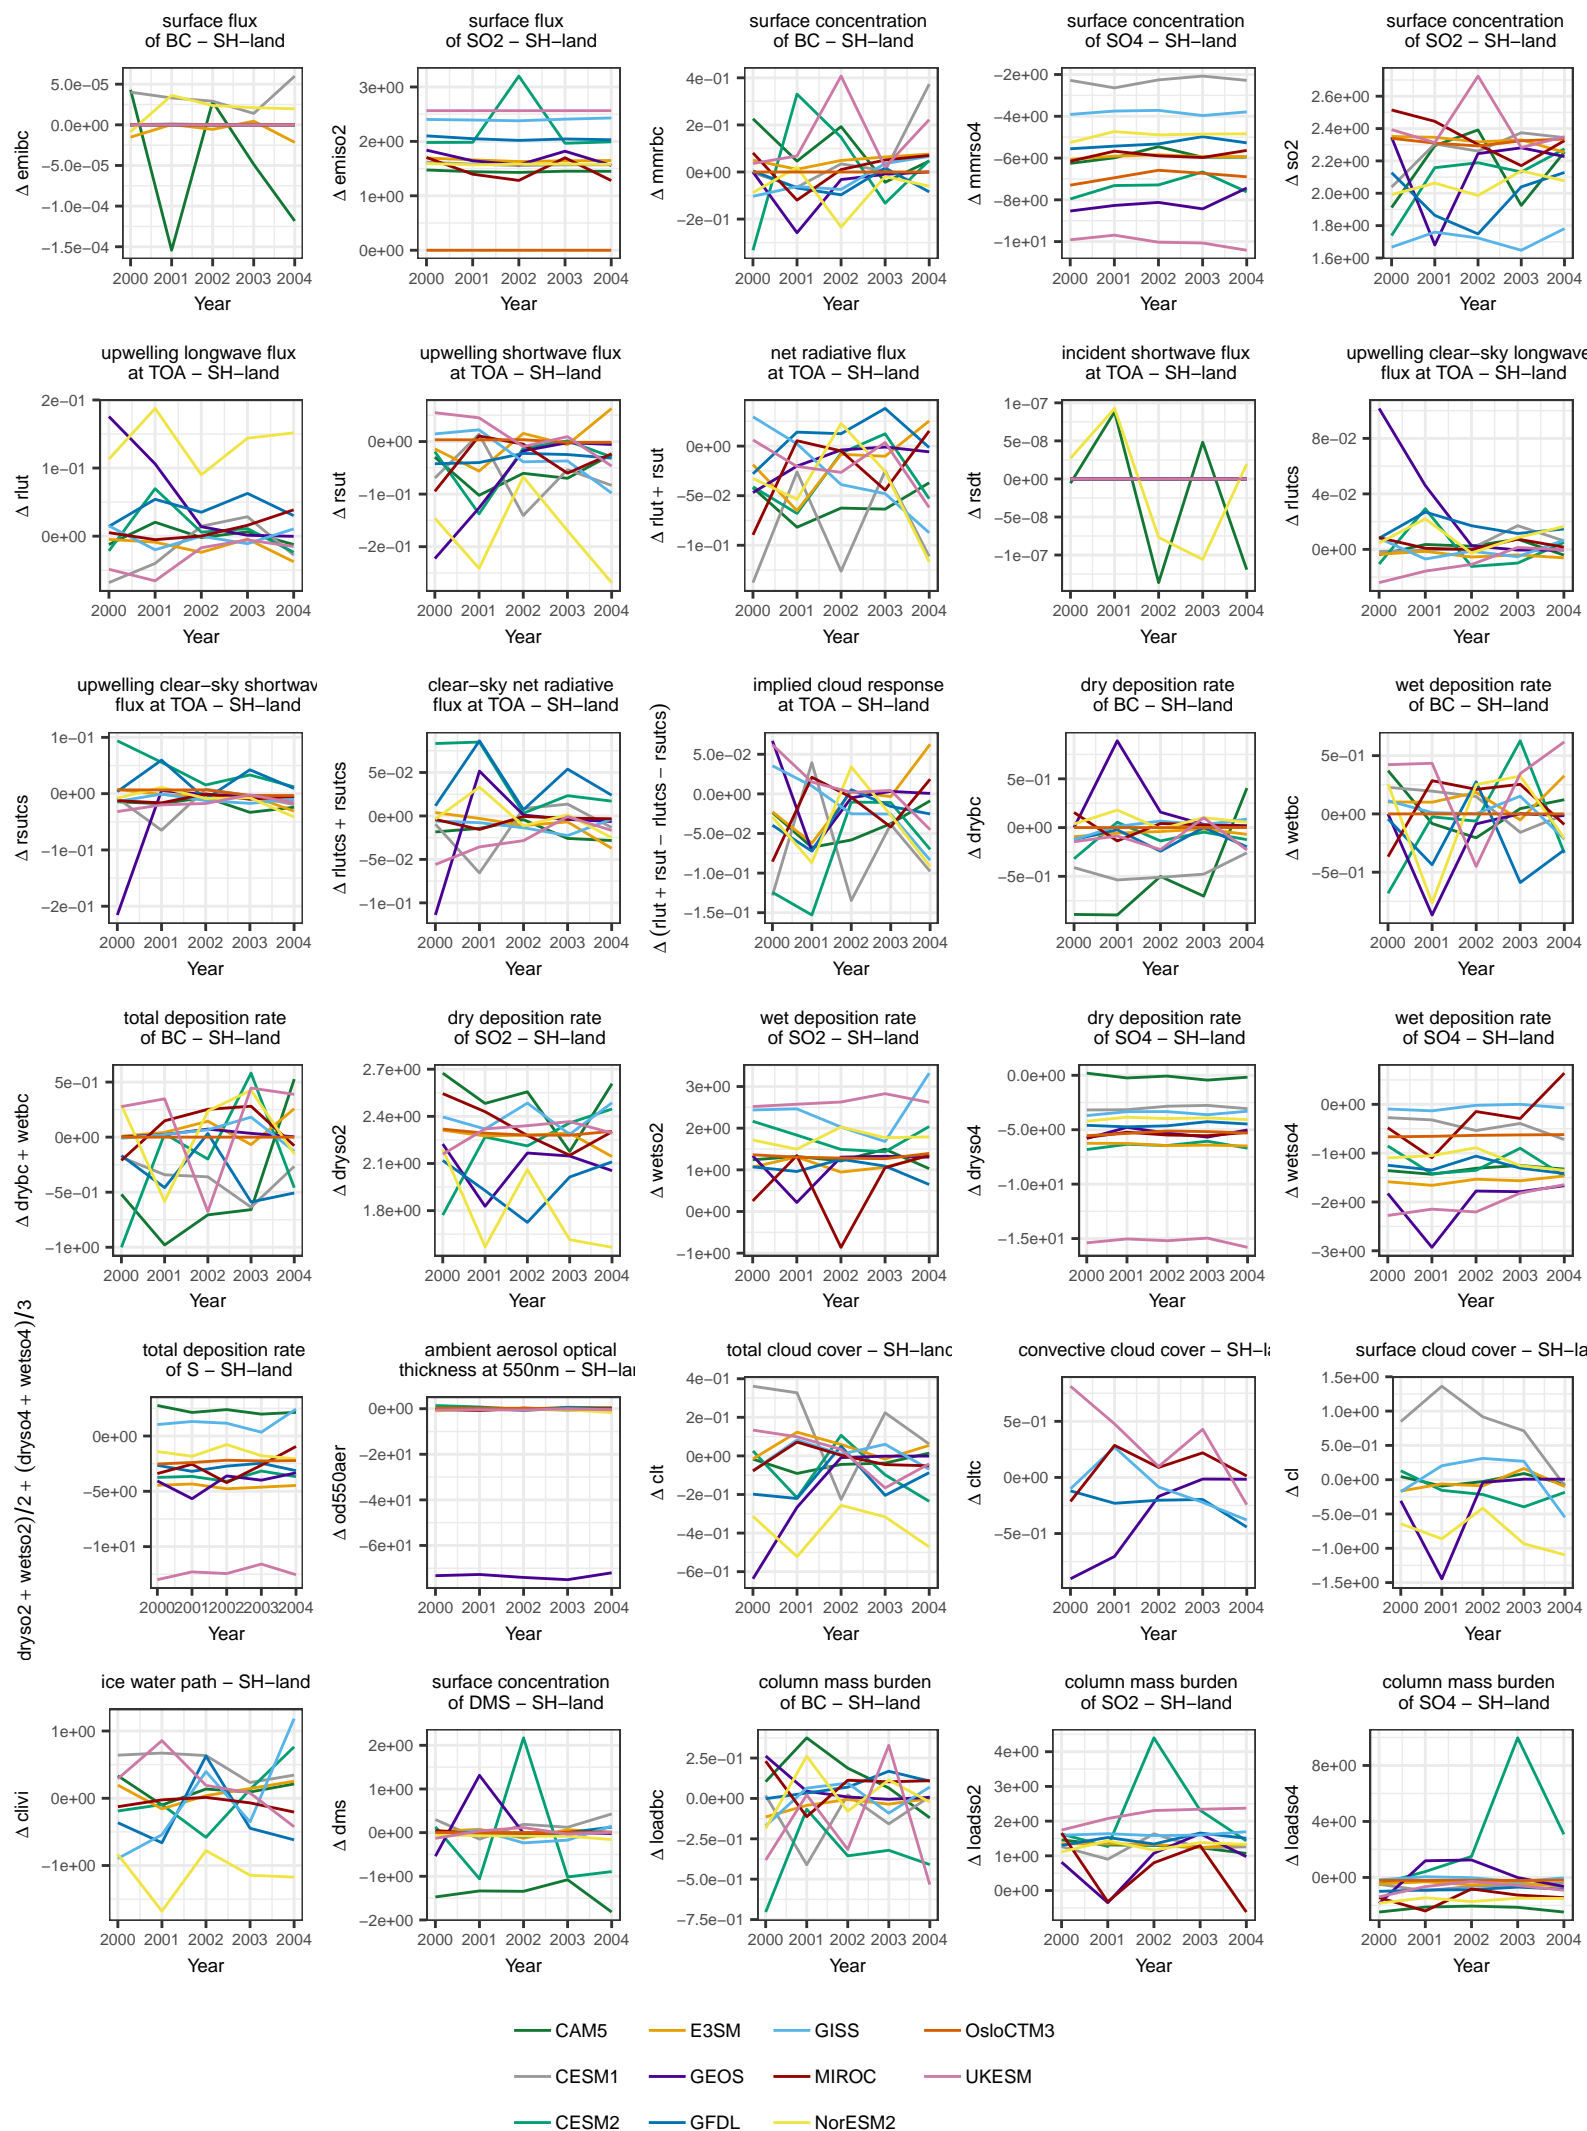 surface flux
of BC − SH−land
Δ emibc
5.0e−05
0.0e+00
−5.0e−05
−1.0e−04
−1.5e−04
2000 2001 2002 2003 2004
Year
surface flux
of SO2 − SH−land
Δ emiso2
3e+00
2e+00
1e+00
0e+00
2000 2001 2002 2003 2004
Year
surface concentration
of BC − SH−land
Δ mmrbc
4e−01
2e−01
0e+00
−2e−01
2000 2001 2002 2003 2004
Year
surface concentration
of SO4 − SH−land
Δ mmrso4
−2e+00
−4e+00
−6e+00
−8e+00
−1e+01
2000 2001 2002 2003 2004
Year
surface concentration
of SO2 − SH−land
Δ so2
2.6e+00
2.4e+00
2.2e+00
2.0e+00
1.8e+00
1.6e+00
2000 2001 2002 2003 2004
Year
upwelling longwave flux
at TOA − SH−land
Δ rlut
2e−01
1e−01
0e+00
2000 2001 2002 2003 2004
Year
upwelling shortwave flux
at TOA − SH−land
Δ rsut
0e+00
−1e−01
−2e−01
2000 2001 2002 2003 2004
Year
net radiative flux
at TOA − SH−land
Δ rlut + rsut
0e+00
−5e−02
−1e−01
2000 2001 2002 2003 2004
Year
incident shortwave flux
at TOA − SH−land
Δ rsdt
1e−07
5e−08
0e+00
−5e−08
−1e−07
2000 2001 2002 2003 2004
Year
upwelling clear−sky longwave
flux at TOA − SH−land
Δ rlutcs
8e−02
4e−02
0e+00
2000 2001 2002 2003 2004
Year
upwelling clear−sky shortwav
flux at TOA − SH−land
Δ rsutcs
1e−01
0e+00
−1e−01
−2e−01
2000 2001 2002 2003 2004
Year
clear−sky net radiative
flux at TOA − SH−land
Δ rlutcs + rsutcs
5e−02
0e+00
−5e−02
−1e−01
2000 2001 2002 2003 2004
Year
implied cloud response
at TOA − SH−land
Δ (rlut + rsut − rlutcs − rsutcs)
5.0e−02
0.0e+00
−5.0e−02
−1.0e−01
−1.5e−01
2000 2001 2002 2003 2004
Year
dry deposition rate
of BC − SH−land
Δ drybc
5e−01
0e+00
−5e−01
2000 2001 2002 2003 2004
Year
wet deposition rate
of BC − SH−land
Δ wetbc
5e−01
0e+00
−5e−01
2000 2001 2002 2003 2004
Year
total deposition rate
of BC − SH−land
Δ drybc + wetbc
5e−01
0e+00
−5e−01
−1e+00
2000 2001 2002 2003 2004
Year
dry deposition rate
of SO2 − SH−land
Δ dryso2
2.7e+00
2.4e+00
2.1e+00
1.8e+00
2000 2001 2002 2003 2004
Year
wet deposition rate
of SO2 − SH−land
Δ wetso2
3e+00
2e+00
1e+00
0e+00
−1e+00
2000 2001 2002 2003 2004
Year
dry deposition rate
of SO4 − SH−land
Δ dryso4
0.0e+00
−5.0e+00
−1.0e+01
−1.5e+01
2000 2001 2002 2003 2004
Year
wet deposition rate
of SO4 − SH−land
Δ wetso4
0e+00
−1e+00
−2e+00
−3e+00
2000 2001 2002 2003 2004
Year
total deposition rate
of S − SH−land
dryso2 + wetso2)/2 + (dryso4 + wetso4)/3
0e+00
−5e+00
−1e+01
2000 2001 2002 2003 2004
Year
ambient aerosol optical
thickness at 550nm − SH−lan
Δ od550aer
0e+00
−2e+01
−4e+01
−6e+01
2000 2001 2002 2003 2004
Year
total cloud cover − SH−land
Δ clt
4e−01
2e−01
0e+00
−2e−01
−4e−01
−6e−01
2000 2001 2002 2003 2004
Year
convective cloud cover − SH−la
Δ cltc
5e−01
0e+00
−5e−01
2000 2001 2002 2003 2004
Year
surface cloud cover − SH−la
Δ cl
1.5e+00
1.0e+00
5.0e−01
0.0e+00
−5.0e−01
−1.0e+00
−1.5e+00
2000 2001 2002 2003 2004
Year
ice water path − SH−land
Δ clivi
1e+00
0e+00
−1e+00
2000 2001 2002 2003 2004
Year
surface concentration
of DMS − SH−land
Δ dms
2e+00
1e+00
0e+00
−1e+00
−2e+00
2000 2001 2002 2003 2004
Year
column mass burden
of BC − SH−land
Δ loadbc
2.5e−01
0.0e+00
−2.5e−01
−5.0e−01
−7.5e−01
2000 2001 2002 2003 2004
Year
column mass burden
of SO2 − SH−land
Δ loadso2
4e+00
3e+00
2e+00
1e+00
0e+00
2000 2001 2002 2003 2004
Year
column mass burden
of SO4 − SH−land
Δ loadso4
8e+00
4e+00
0e+00
2000 2001 2002 2003 2004
Year
CAM5 E3SM GISS OsloCTM3
CESM1 GEOS MIROC UKESM
CESM2 GFDL NorESM2